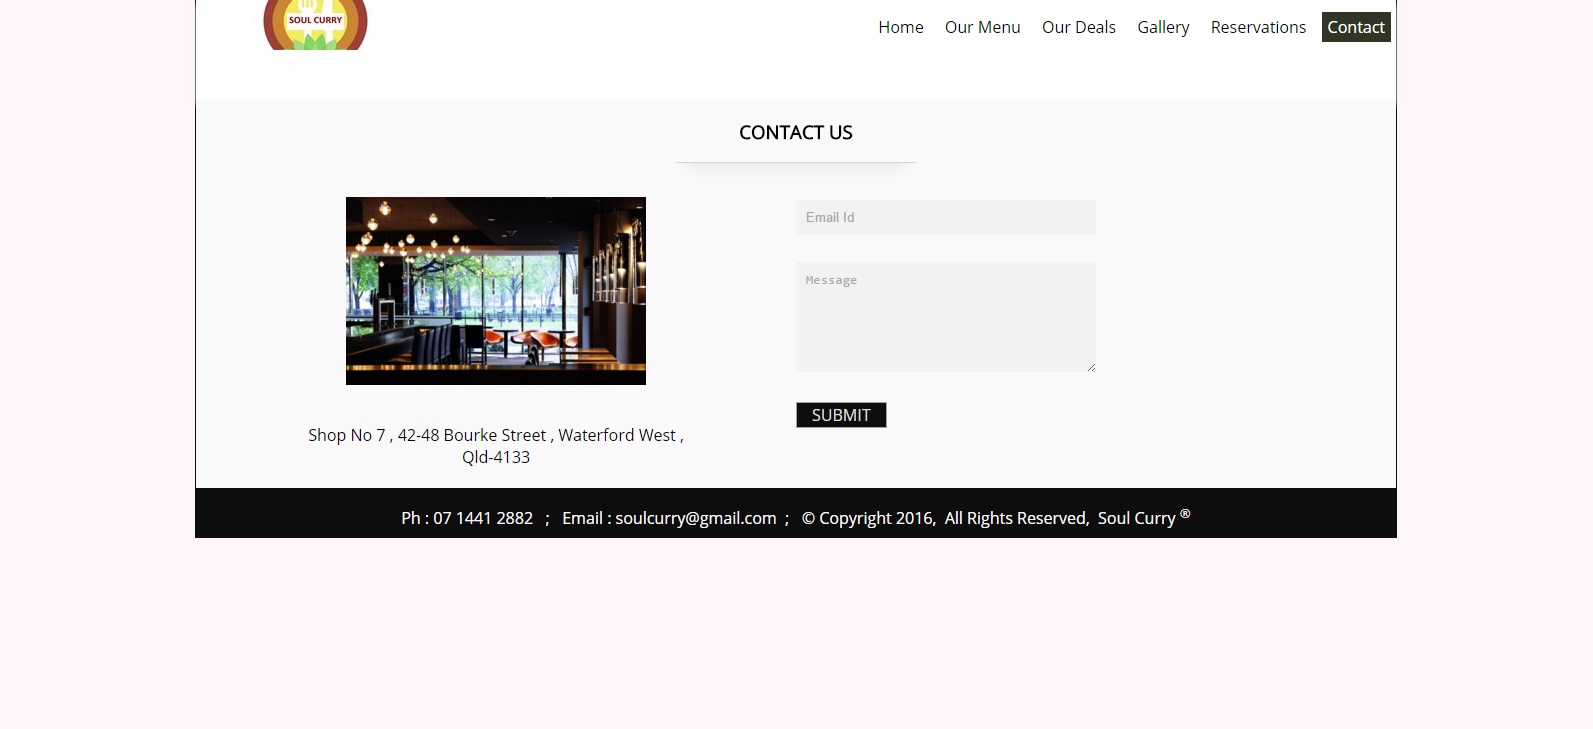 SOUL CURRY
Home Our Menu Our Deals Gallery Reservations Contact
CONTACT US
Email Id
Message
SUBMIT
Shop No 7 , 42-48 Bourke Street , Waterford West ,
Qld-4133
Ph : 07 1441 2882 ; Email : soulcurry@gmail.com ; © Copyright 2016, All Rights Reserved, Soul Curry ®